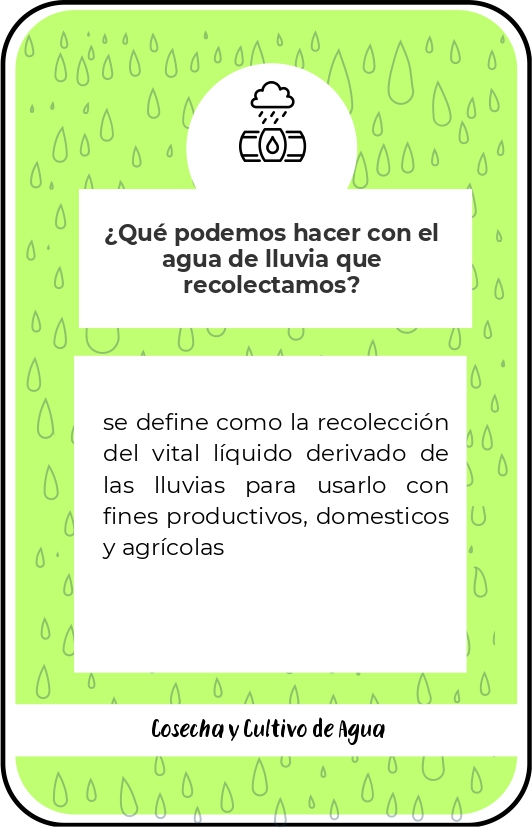 ¿Qué podemos hacer con el
agua de lluvia que
recolectamos?
se define como la recolección
del vital líquido derivado de
las lluvias para usarlo con
fines productivos, domesticos
y agrícolas
Cosecha y Cultivo de Agua